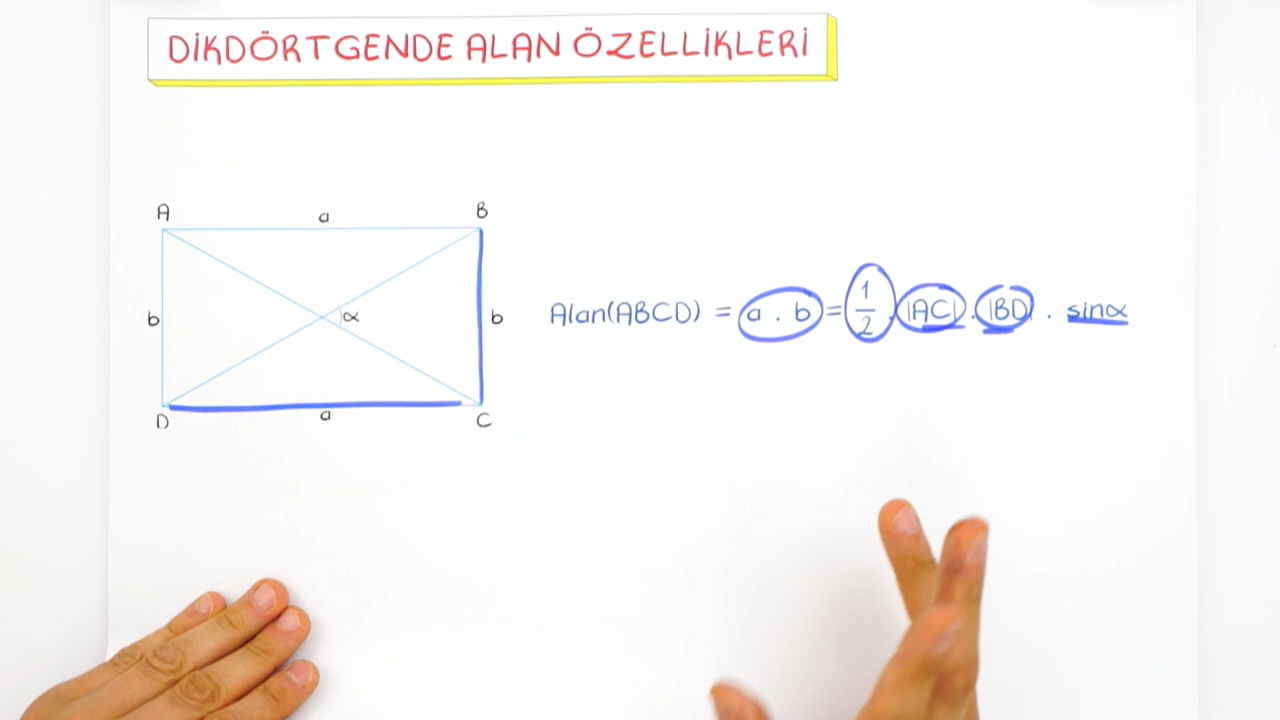 DİKDÖRTGENDE ALAN ÖZELLİKLERİ
A a B
b α b
D a C
Alan(ABCD) = a . b = 1/2 . |AC| . |BD| . sinα